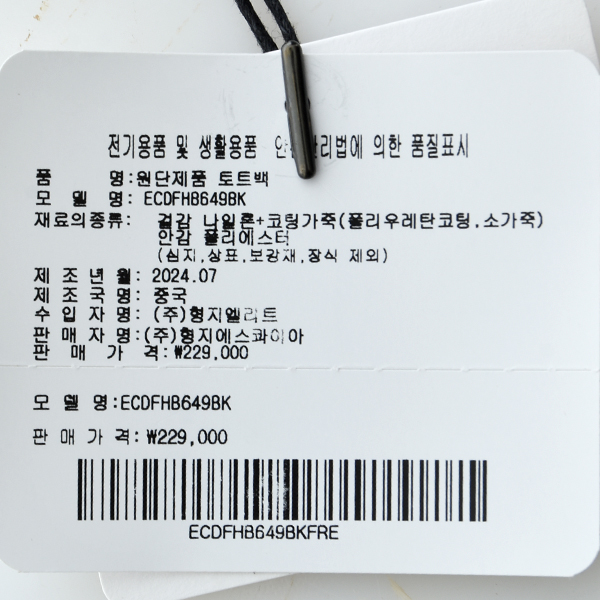 전기용품 및 생활용품 안전관리법에 의한 품질표시
품 명:원단제품 토트백
모 델 명: ECDFHB649BK
재료의종류: 겉감 나일론+코팅가죽(폴리우레탄코팅.소가죽)
안감 폴리에스터
(심지,상표,보강재,장식 제외)
제 조 년 월: 2024.07
제 조 국 명: 중국
수 입 자 명: (주)형지엘리트
판 매 자 명:(주)형지에스콰이아
판 매 가 격:₩229,000
모 델 명:ECDFHB649BK
판 매 가 격:₩229,000
ECDFHB649BKFRE